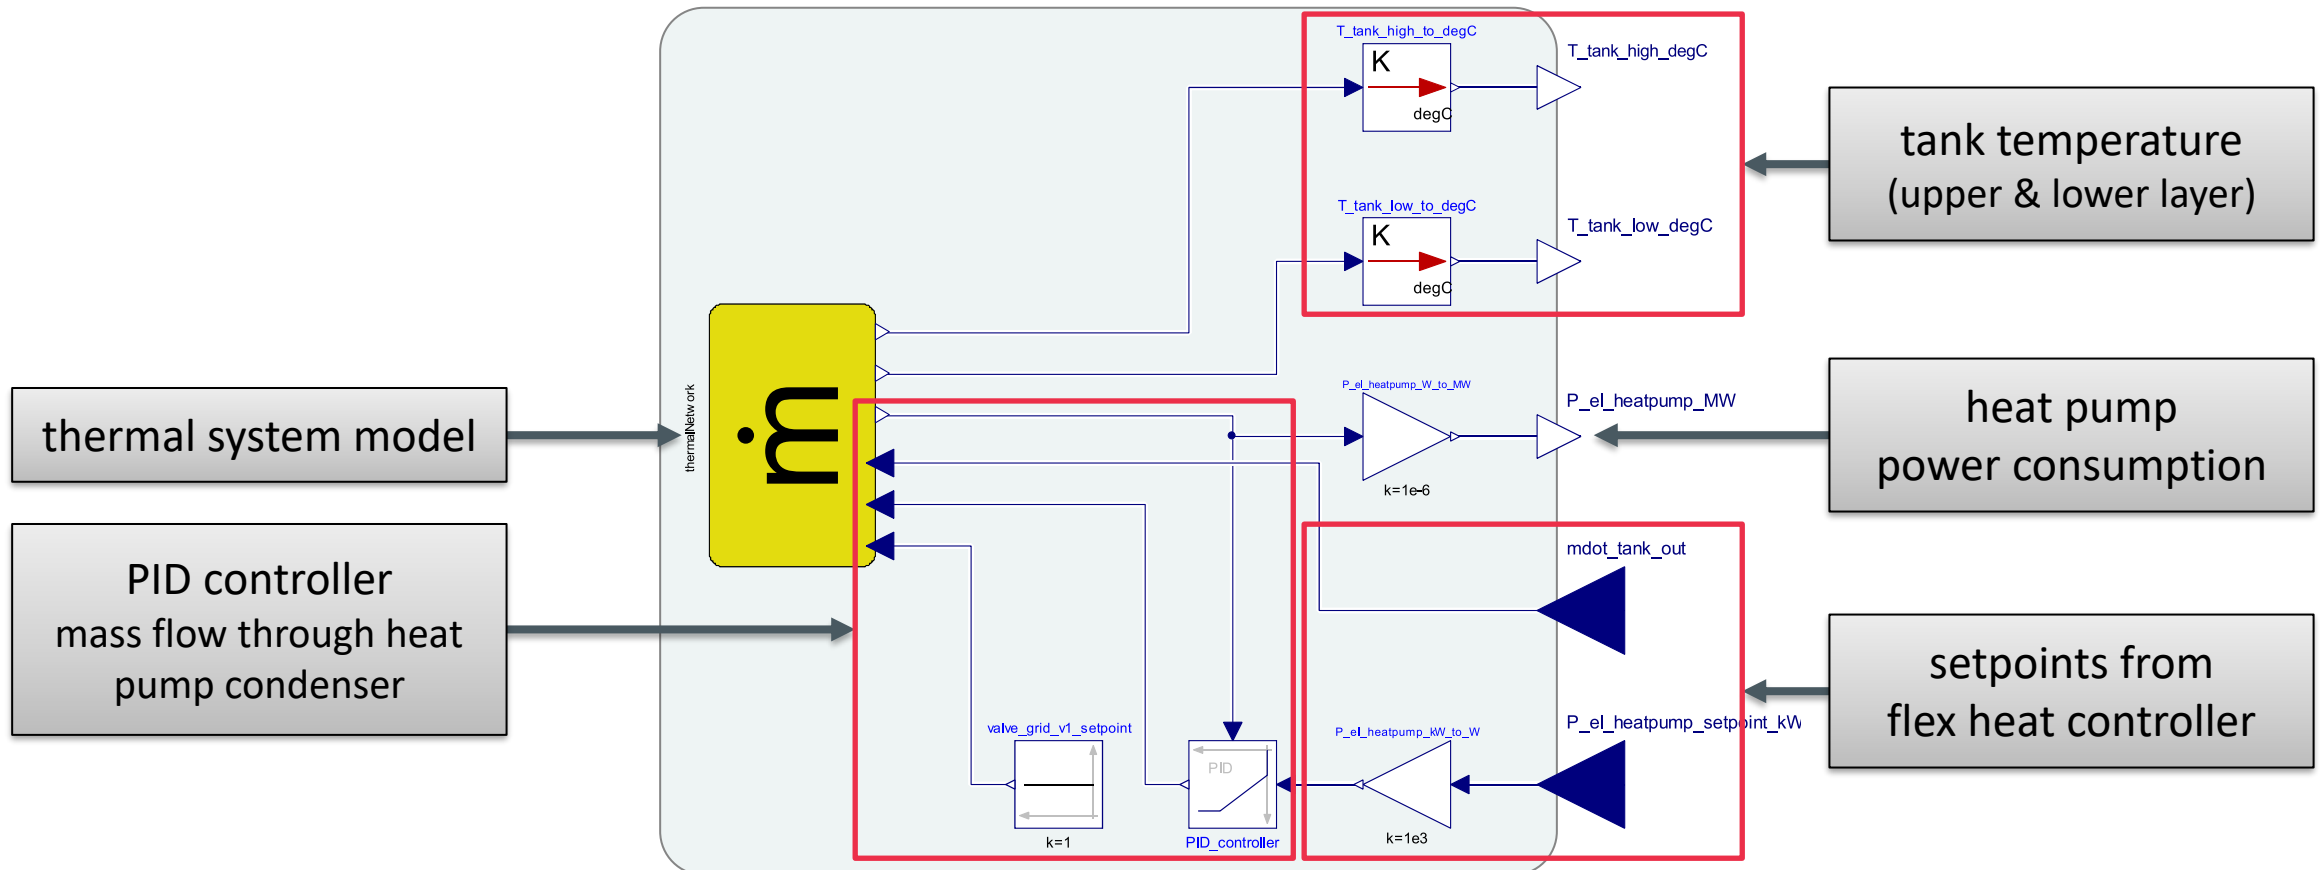 T_tank_high_to_degC
K
degC
T_tank_high_degC
tank temperature
(upper & lower layer)
T_tank_low_to_degC
K
degC
T_tank_low_degC
thermalNetwork
ṁ
thermal system model
P_el_heatpump_W_to_MW
k=1e-6
P_el_heatpump_MW
heat pump
power consumption
PID controller
mass flow through heat
pump condenser
mdot_tank_out
setpoints from
flex heat controller
valve_grid_v1_setpoint
k=1
PID
PID_controller
P_el_heatpump_kW_to_W
k=1e3
P_el_heatpump_setpoint_kW